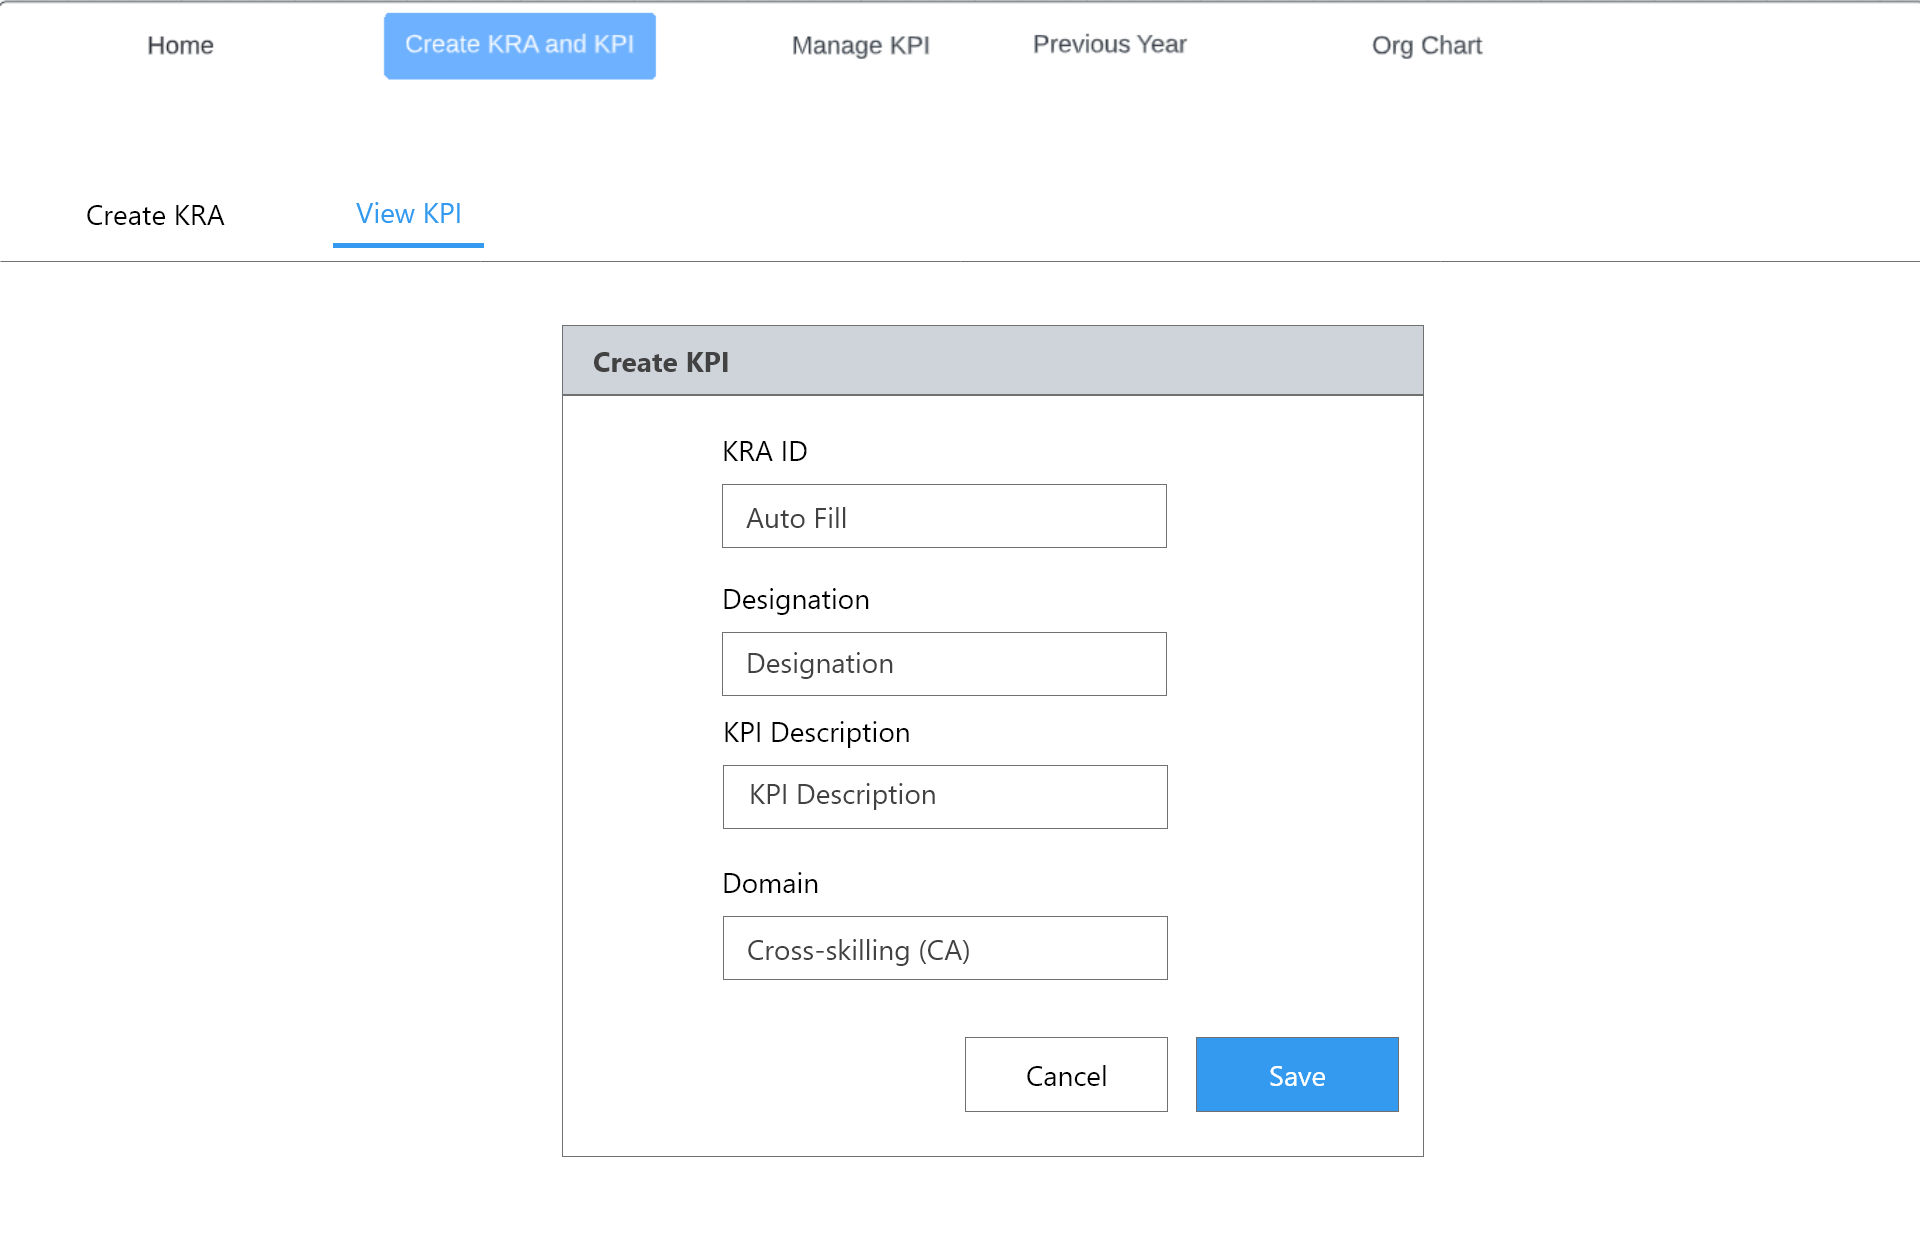 Home
Create KRA and KPI
Manage KPI
Previous Year
Org Chart
Create KRA
View KPI
Create KPI
KRA ID
Auto Fill
Designation
Designation
KPI Description
KPI Description
Domain
Cross-skilling (CA)
Cancel
Save